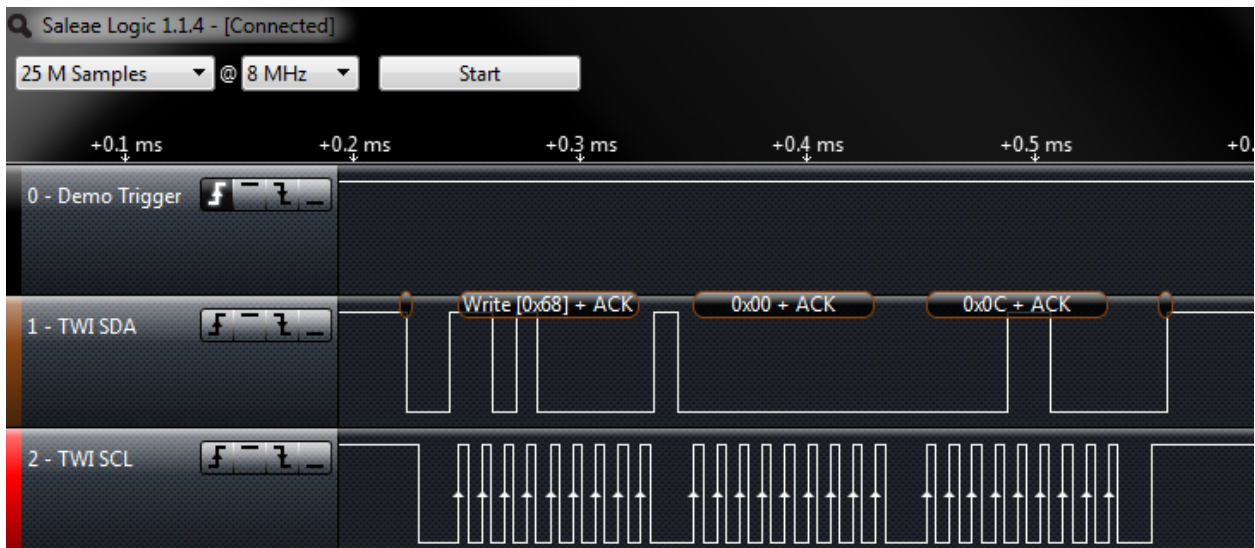 Saleae Logic 1.1.4 - [Connected]
25 M Samples @ 8 MHz Start
+0.1 ms +0.2 ms +0.3 ms +0.4 ms +0.5 ms +0.
0 - Demo Trigger
Write [0x68] + ACK 0x00 + ACK 0x0C + ACK
1 - TWI SDA
2 - TWI SCL